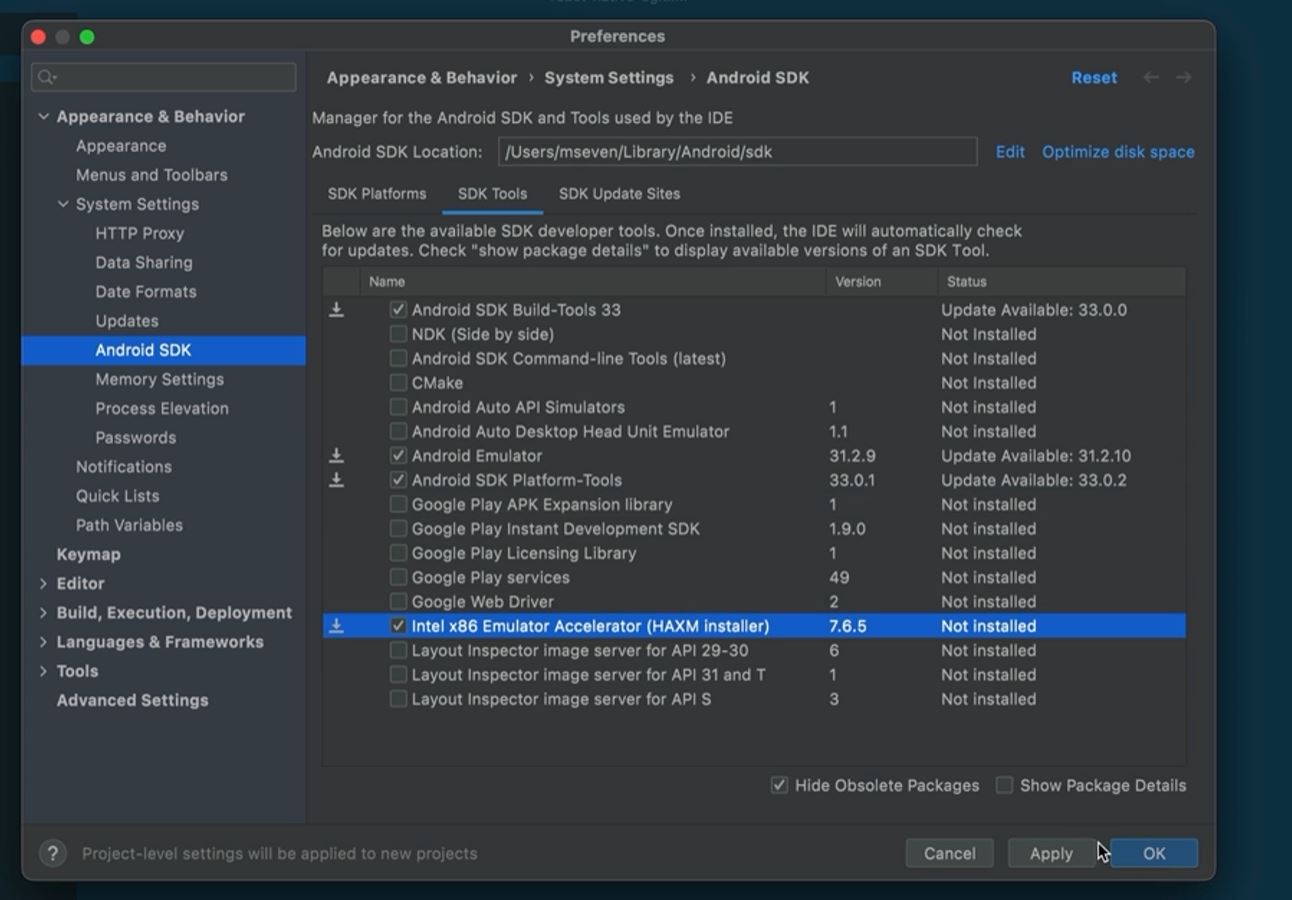 Preferences
Appearance & Behavior › System Settings › Android SDK
Reset
Manager for the Android SDK and Tools used by the IDE
Android SDK Location: /Users/mseven/Library/Android/sdk Edit Optimize disk space
SDK Platforms SDK Tools SDK Update Sites
Below are the available SDK developer tools. Once installed, the IDE will automatically check
for updates. Check "show package details" to display available versions of an SDK Tool.
Name Version Status
Android SDK Build-Tools 33 Update Available: 33.0.0
NDK (Side by side) Not Installed
Android SDK Command-line Tools (latest) Not Installed
CMake Not Installed
Android Auto API Simulators 1 Not installed
Android Auto Desktop Head Unit Emulator 1.1 Not installed
Android Emulator 31.2.9 Update Available: 31.2.10
Android SDK Platform-Tools 33.0.1 Update Available: 33.0.2
Google Play APK Expansion library 1 Not installed
Google Play Instant Development SDK 1.9.0 Not installed
Google Play Licensing Library 1 Not installed
Google Play services 49 Not installed
Google Web Driver 2 Not installed
Intel x86 Emulator Accelerator (HAXM installer) 7.6.5 Not installed
Layout Inspector image server for API 29-30 6 Not installed
Layout Inspector image server for API 31 and T 1 Not installed
Layout Inspector image server for API S 3 Not installed
Hide Obsolete Packages Show Package Details
Appearance & Behavior
Appearance
Menus and Toolbars
System Settings
HTTP Proxy
Data Sharing
Date Formats
Updates
Android SDK
Memory Settings
Process Elevation
Passwords
Notifications
Quick Lists
Path Variables
Keymap
Editor
Build, Execution, Deployment
Languages & Frameworks
Tools
Advanced Settings
? Project-level settings will be applied to new projects
Cancel Apply OK